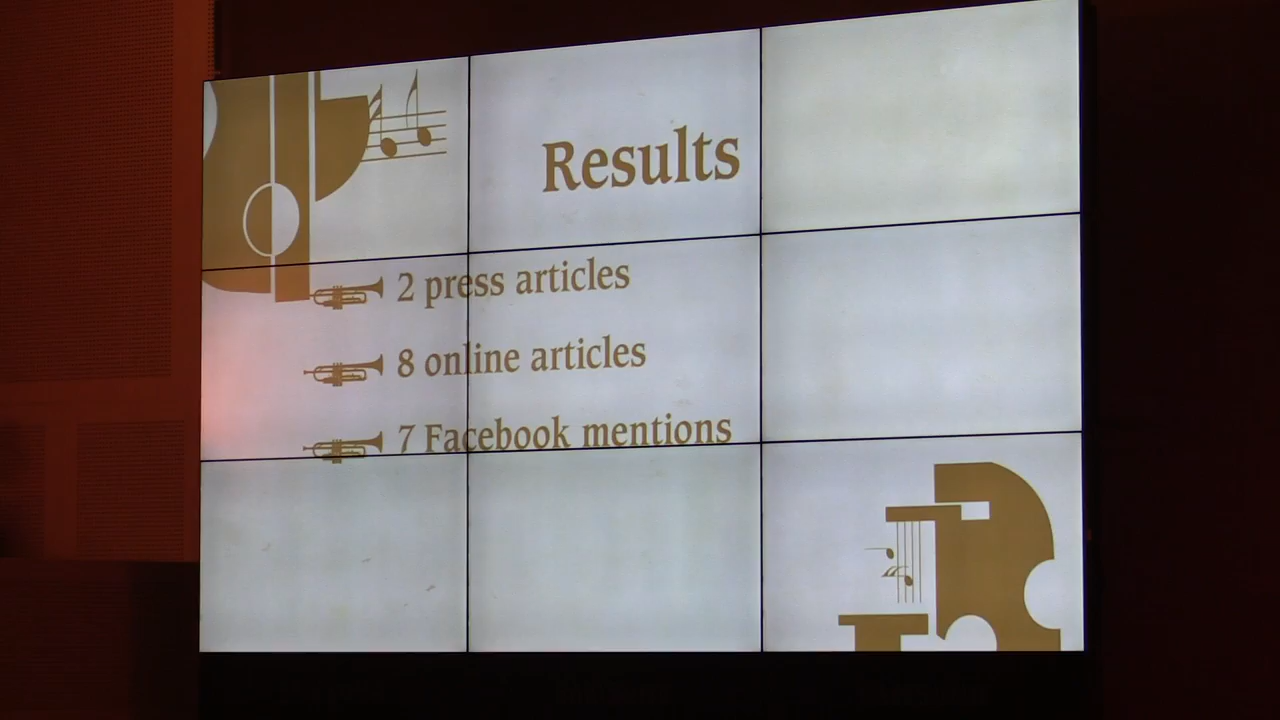 Results
2 press articles
8 online articles
7 Facebook mentions